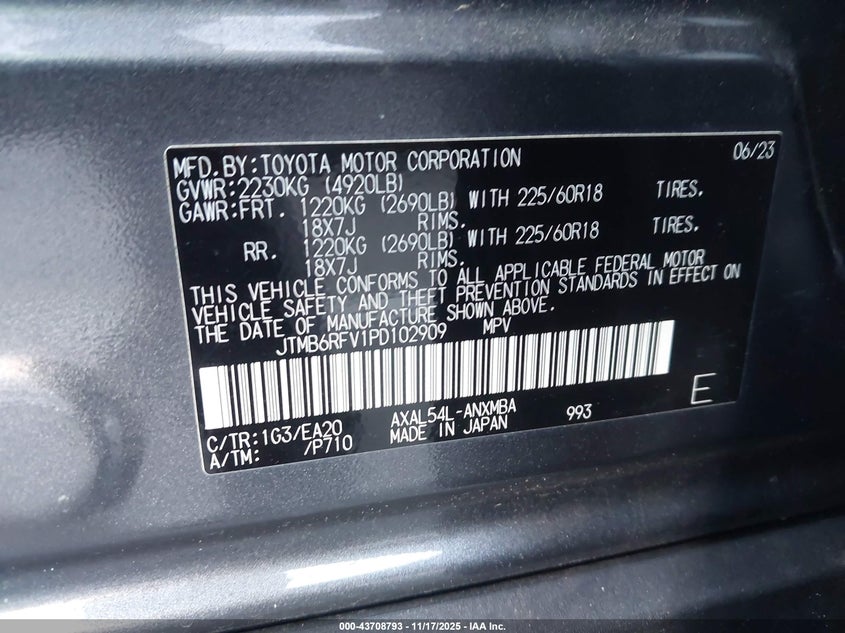 MFD.BY:TOYOTA MOTOR CORPORATION 06/23
GVWR:2230KG (4920LB)
GAWR:FRT. 1220KG (2690LB) WITH 225/60R18 TIRES.
18X7J RIMS.
RR. 1220KG (2690LB) WITH 225/60R18 TIRES.
18X7J RIMS.
THIS VEHICLE CONFORMS TO ALL APPLICABLE FEDERAL MOTOR
VEHICLE SAFETY AND THEFT PREVENTION STANDARDS IN EFFECT ON
THE DATE OF MANUFACTURE SHOWN ABOVE.
JTMB6RFV1PD102909 MPV
E
C/TR:1G3/EA20 AXAL54L-ANXMBA 993
A/TM: /P710 MADE IN JAPAN
000-43708793 - 11/17/2025 - IAA Inc.